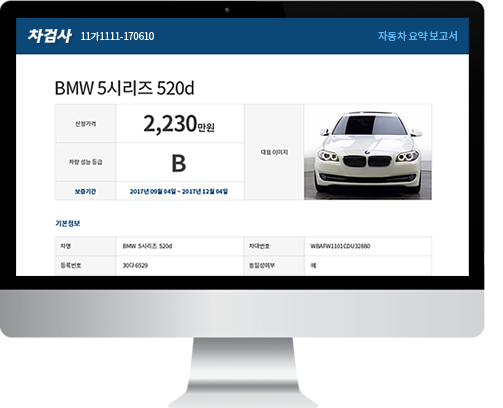 차검사 11가1111-170610 자동차 요약 보고서
BMW 5시리즈 520d
산정가격 2,230만원 대표 이미지
차량 성능 등급 B
보증기간 2017년 09월 04일 ~ 2017년 12월 04일
기본정보
차명 BMW 5시리즈 520d 차대번호 WBAFW1101CDU32880
등록번호 30다 6529 동일성여부 예